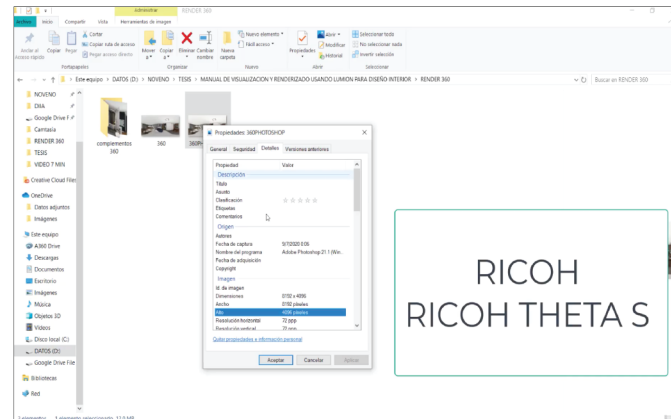 Administrar
RENDER 360
Archivo
Inicio
Compartir
Vista
Herramientas de imagen
Anclar al
Acceso rápido
Copiar
Pegar
Cortar
Copiar ruta de acceso
Pegar acceso directo
Mover
a
Copiar
a
Eliminar
Cambiar
nombre
Nueva
carpeta
Nuevo elemento
Fácil acceso
Propiedades
Abrir
Modificar
Historial
Seleccionar todo
No seleccionar nada
Invertir selección
Portapapeles
Organizar
Nuevo
Abrir
Seleccionar
Este equipo > DATOS (D:) > NOVENO > TESIS > MANUAL DE VISUALIZACION Y RENDERIZADO USANDO LUMION PARA DISEÑO INTERIOR > RENDER 360
Buscar en RENDER 360
NOVENO
Google Drive F
Camtasia
RENDER 360
TESIS
VIDEO 7 MIN
Creative Cloud Files
OneDrive
Datos adjuntos
Imágenes
Este equipo
A360 Drive
Descargas
Documentos
Escritorio
Imágenes
Música
Objetos 3D
Vídeos
Disco local (C:)
DATOS (D:)
Google Drive File
Bibliotecas
Red
complementos
360
360
Propiedades: 360PHOTOSHOP
General
Seguridad
Detalles
Versiones anteriores
Propiedad
Valor
Descripción
Título
Asunto
Clasificación
Etiquetas
Comentarios
Origen
Autores
Fecha de captura
Nombre del programa
Adobe Photoshop 21.1 (Win...
Fecha de adquisición
Copyright
Imagen
Id. de imagen
Dimensiones
8192 x 4096
Ancho
8192 píxeles
Alto
4096 píxeles
Resolución horizontal
72 ppp
Resolución vertical
72 ppp
Quitar propiedades e información personal
Aceptar
Cancelar
Aplicar
RICOH
RICOH THETA S